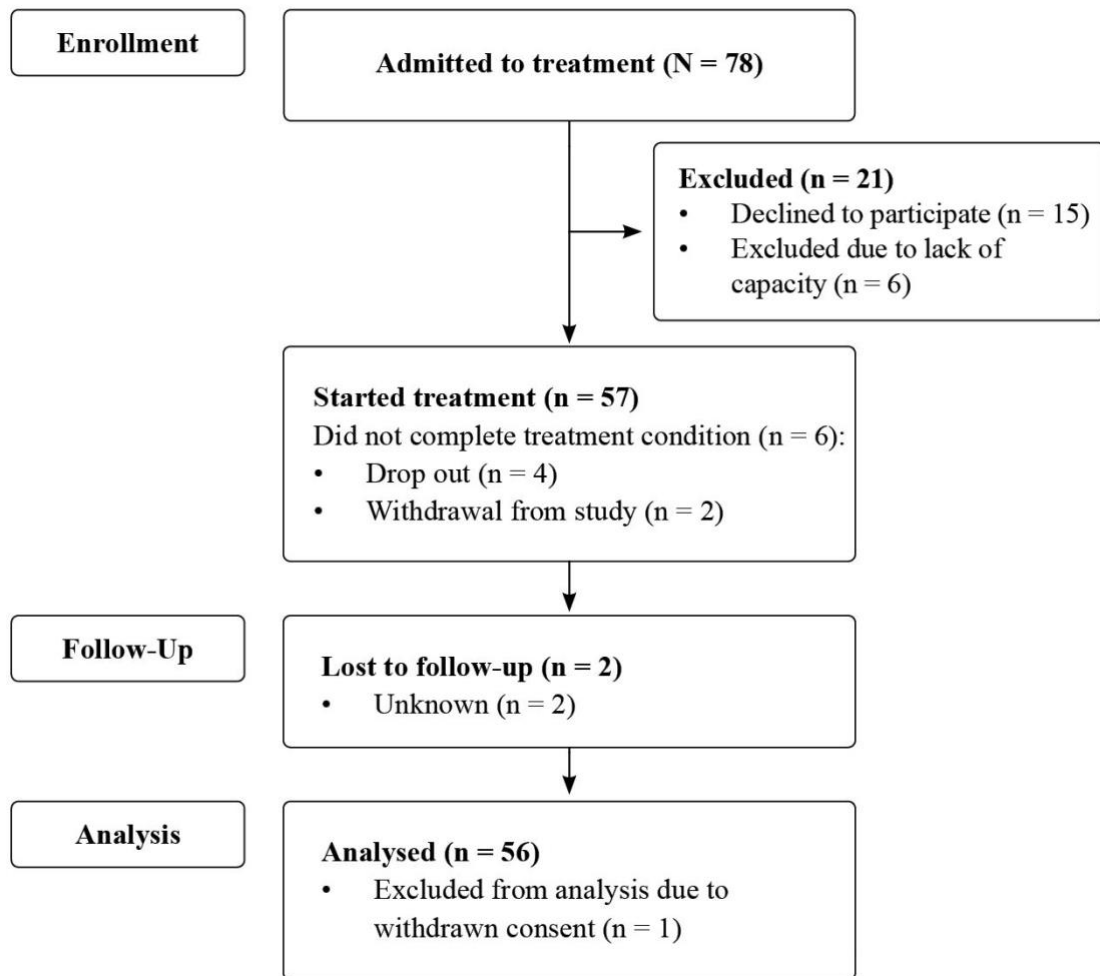 Enrollment
Admitted to treatment (N = 78)
Excluded (n = 21)
• Declined to participate (n = 15)
• Excluded due to lack of
capacity (n = 6)
Started treatment (n = 57)
Did not complete treatment condition (n = 6):
• Drop out (n = 4)
• Withdrawal from study (n = 2)
Follow-Up
Lost to follow-up (n = 2)
• Unknown (n = 2)
Analysis
Analysed (n = 56)
• Excluded from analysis due to
withdrawn consent (n = 1)